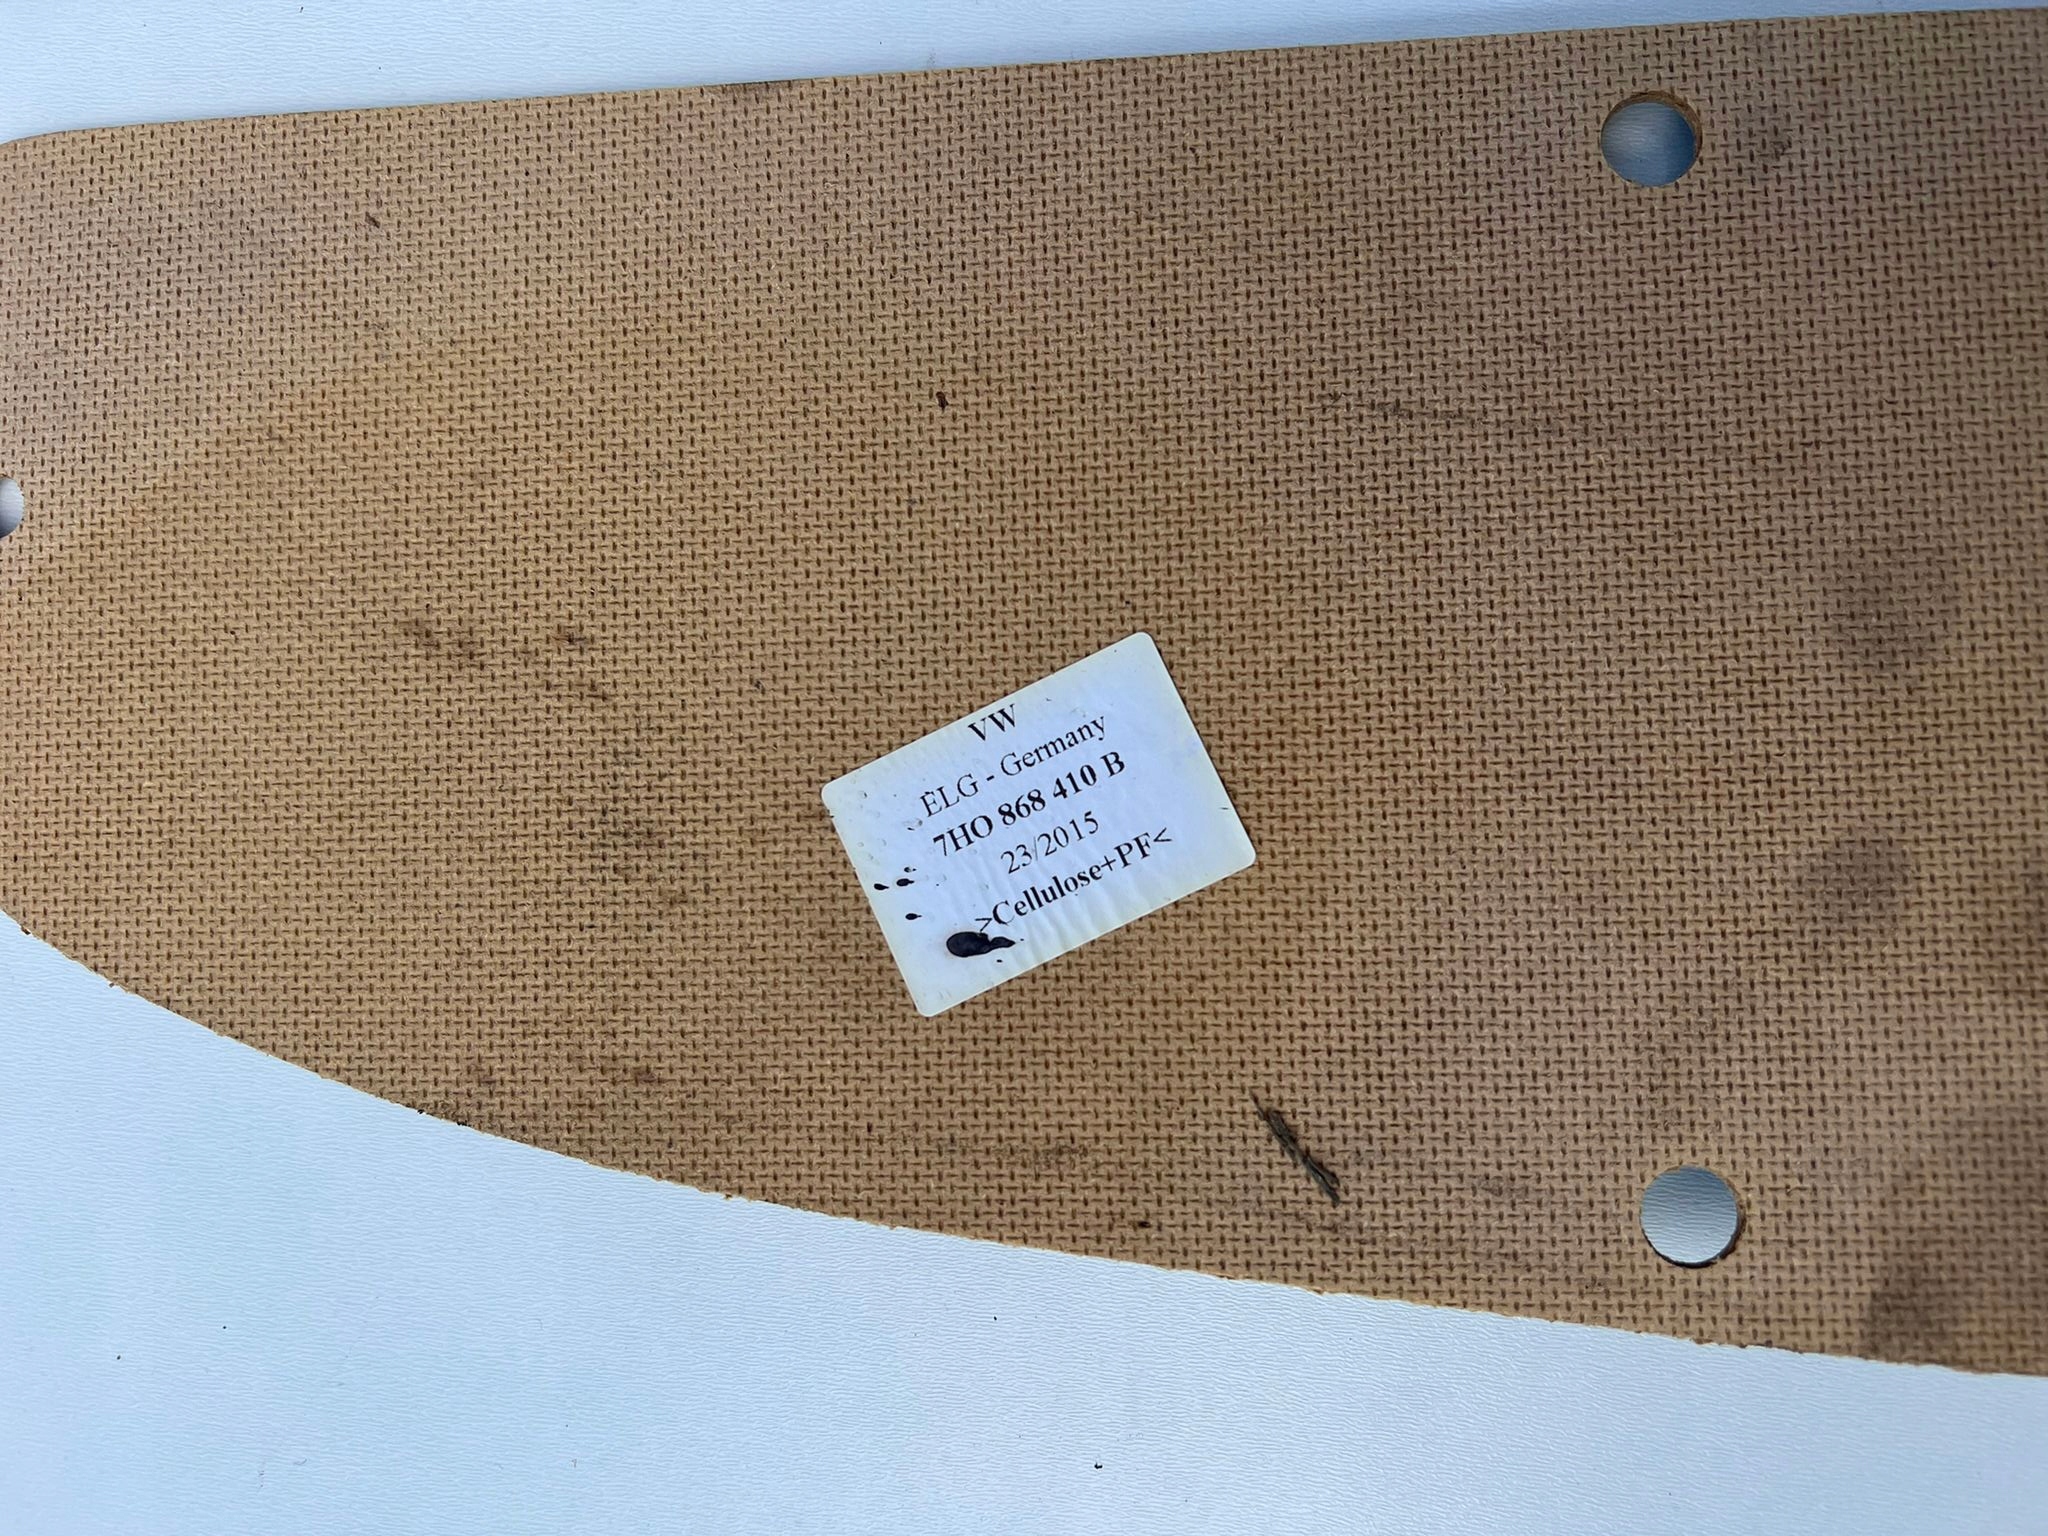 VW
ELG - Germany
7HO 868 410 B
23/2015
>Cellulose+PF<